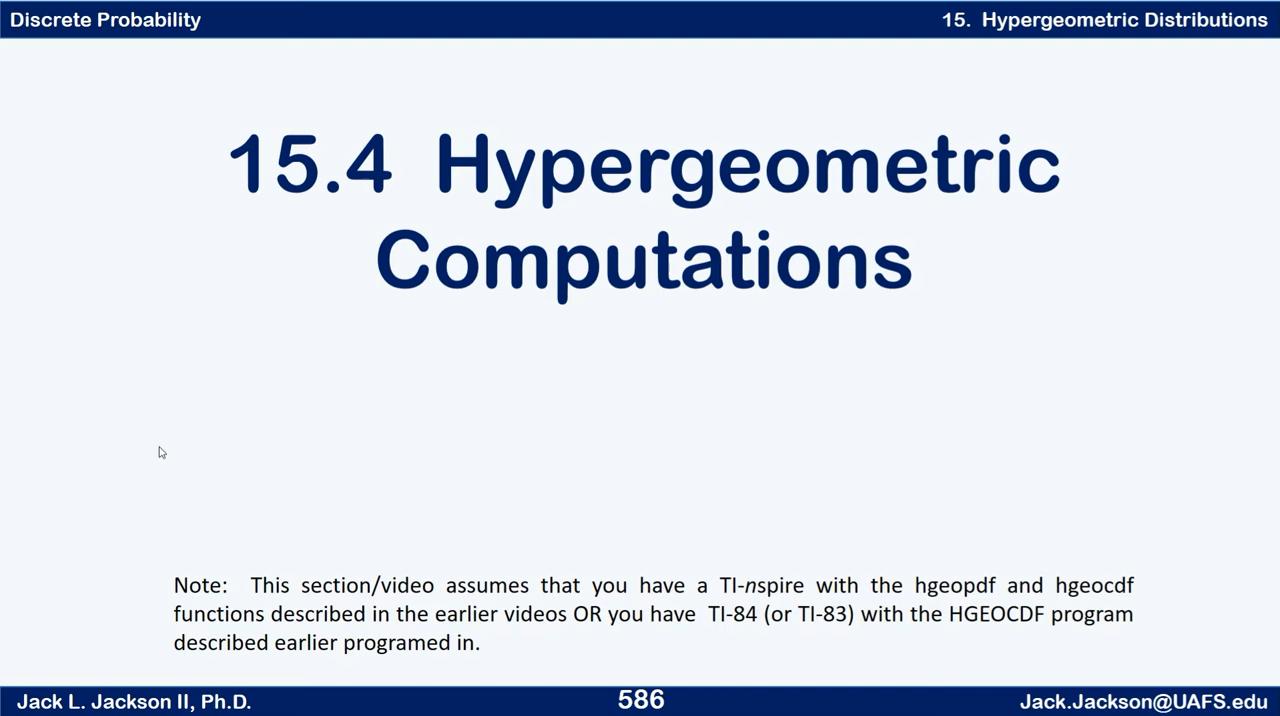 Discrete Probability
15. Hypergeometric Distributions
15.4 Hypergeometric
Computations
Note: This section/video assumes that you have a TI-nspire with the hgeopdf and hgeocdf
functions described in the earlier videos OR you have TI-84 (or TI-83) with the HGEOCDF program
described earlier programed in.
Jack L. Jackson II, Ph.D.
586
Jack.Jackson@UAFS.edu